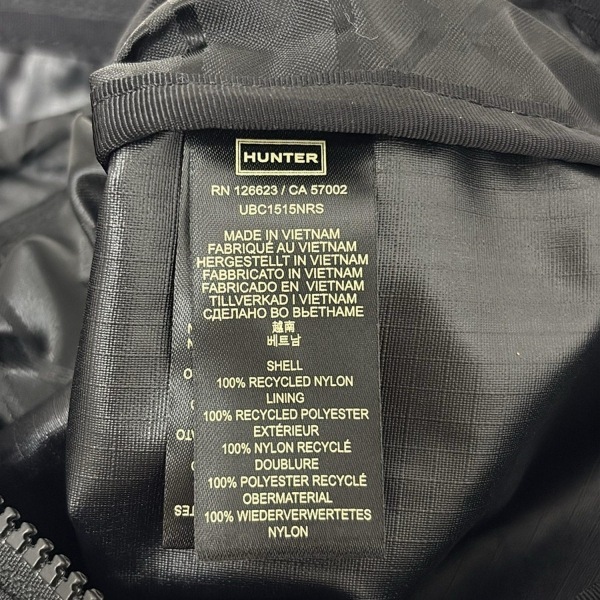 HUNTER
RN 126623 / CA 57002
UBC1515NRS
MADE IN VIETNAM
FABRIQUÉ AU VIETNAM
HERGESTELLT IN VIETNAM
FABBRICATO IN VIETNAM
FABRICADO EN VIETNAM
TILLVERKAD I VIETNAM
СДЕЛАНО ВО ВЬЕТНАМЕ
越南
베트남
SHELL
100% RECYCLED NYLON
LINING
100% RECYCLED POLYESTER
EXTÉRIEUR
100% NYLON RECYCLÉ
DOUBLURE
100% POLYESTER RECYCLÉ
OBERMATERIAL
100% WIEDERVERWERTETES
NYLON